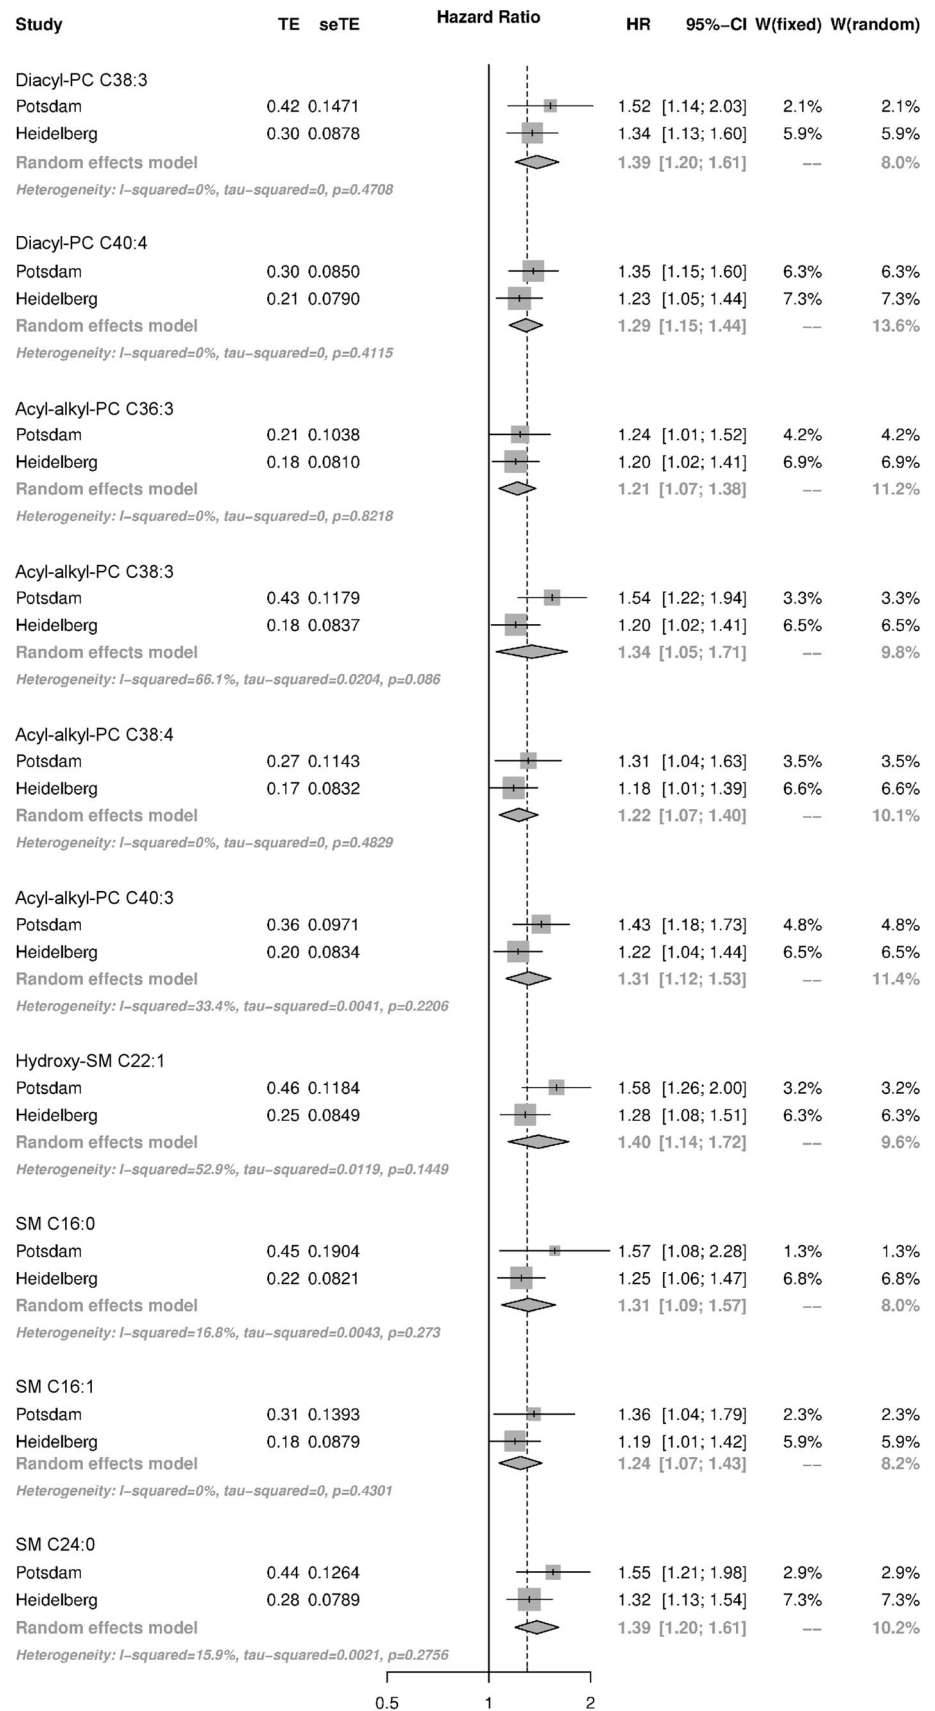 Study TE seTE Hazard Ratio HR 95%−CI W(fixed) W(random)
Diacyl-PC C38:3
Potsdam 0.42 0.1471 1.52 [1.14; 2.03] 2.1% 2.1%
Heidelberg 0.30 0.0878 1.34 [1.13; 1.60] 5.9% 5.9%
Random effects model 1.39 [1.20; 1.61] −− 8.0%
Heterogeneity: I−squared=0%, tau−squared=0, p=0.4708
Diacyl-PC C40:4
Potsdam 0.30 0.0850 1.35 [1.15; 1.60] 6.3% 6.3%
Heidelberg 0.21 0.0790 1.23 [1.05; 1.44] 7.3% 7.3%
Random effects model 1.29 [1.15; 1.44] −− 13.6%
Heterogeneity: I−squared=0%, tau−squared=0, p=0.4115
Acyl-alkyl-PC C36:3
Potsdam 0.21 0.1038 1.24 [1.01; 1.52] 4.2% 4.2%
Heidelberg 0.18 0.0810 1.20 [1.02; 1.41] 6.9% 6.9%
Random effects model 1.21 [1.07; 1.38] −− 11.2%
Heterogeneity: I−squared=0%, tau−squared=0, p=0.8218
Acyl-alkyl-PC C38:3
Potsdam 0.43 0.1179 1.54 [1.22; 1.94] 3.3% 3.3%
Heidelberg 0.18 0.0837 1.20 [1.02; 1.41] 6.5% 6.5%
Random effects model 1.34 [1.05; 1.71] −− 9.8%
Heterogeneity: I−squared=66.1%, tau−squared=0.0204, p=0.086
Acyl-alkyl-PC C38:4
Potsdam 0.27 0.1143 1.31 [1.04; 1.63] 3.5% 3.5%
Heidelberg 0.17 0.0832 1.18 [1.01; 1.39] 6.6% 6.6%
Random effects model 1.22 [1.07; 1.40] −− 10.1%
Heterogeneity: I−squared=0%, tau−squared=0, p=0.4829
Acyl-alkyl-PC C40:3
Potsdam 0.36 0.0971 1.43 [1.18; 1.73] 4.8% 4.8%
Heidelberg 0.20 0.0834 1.22 [1.04; 1.44] 6.5% 6.5%
Random effects model 1.31 [1.12; 1.53] −− 11.4%
Heterogeneity: I−squared=33.4%, tau−squared=0.0041, p=0.2206
Hydroxy-SM C22:1
Potsdam 0.46 0.1184 1.58 [1.26; 2.00] 3.2% 3.2%
Heidelberg 0.25 0.0849 1.28 [1.08; 1.51] 6.3% 6.3%
Random effects model 1.40 [1.14; 1.72] −− 9.6%
Heterogeneity: I−squared=52.9%, tau−squared=0.0119, p=0.1449
SM C16:0
Potsdam 0.45 0.1904 1.57 [1.08; 2.28] 1.3% 1.3%
Heidelberg 0.22 0.0821 1.25 [1.06; 1.47] 6.8% 6.8%
Random effects model 1.31 [1.09; 1.57] −− 8.0%
Heterogeneity: I−squared=16.8%, tau−squared=0.0043, p=0.273
SM C16:1
Potsdam 0.31 0.1393 1.36 [1.04; 1.79] 2.3% 2.3%
Heidelberg 0.18 0.0879 1.19 [1.01; 1.42] 5.9% 5.9%
Random effects model 1.24 [1.07; 1.43] −− 8.2%
Heterogeneity: I−squared=0%, tau−squared=0, p=0.4301
SM C24:0
Potsdam 0.44 0.1264 1.55 [1.21; 1.98] 2.9% 2.9%
Heidelberg 0.28 0.0789 1.32 [1.13; 1.54] 7.3% 7.3%
Random effects model 1.39 [1.20; 1.61] −− 10.2%
Heterogeneity: I−squared=15.9%, tau−squared=0.0021, p=0.2756
0.5 1 2